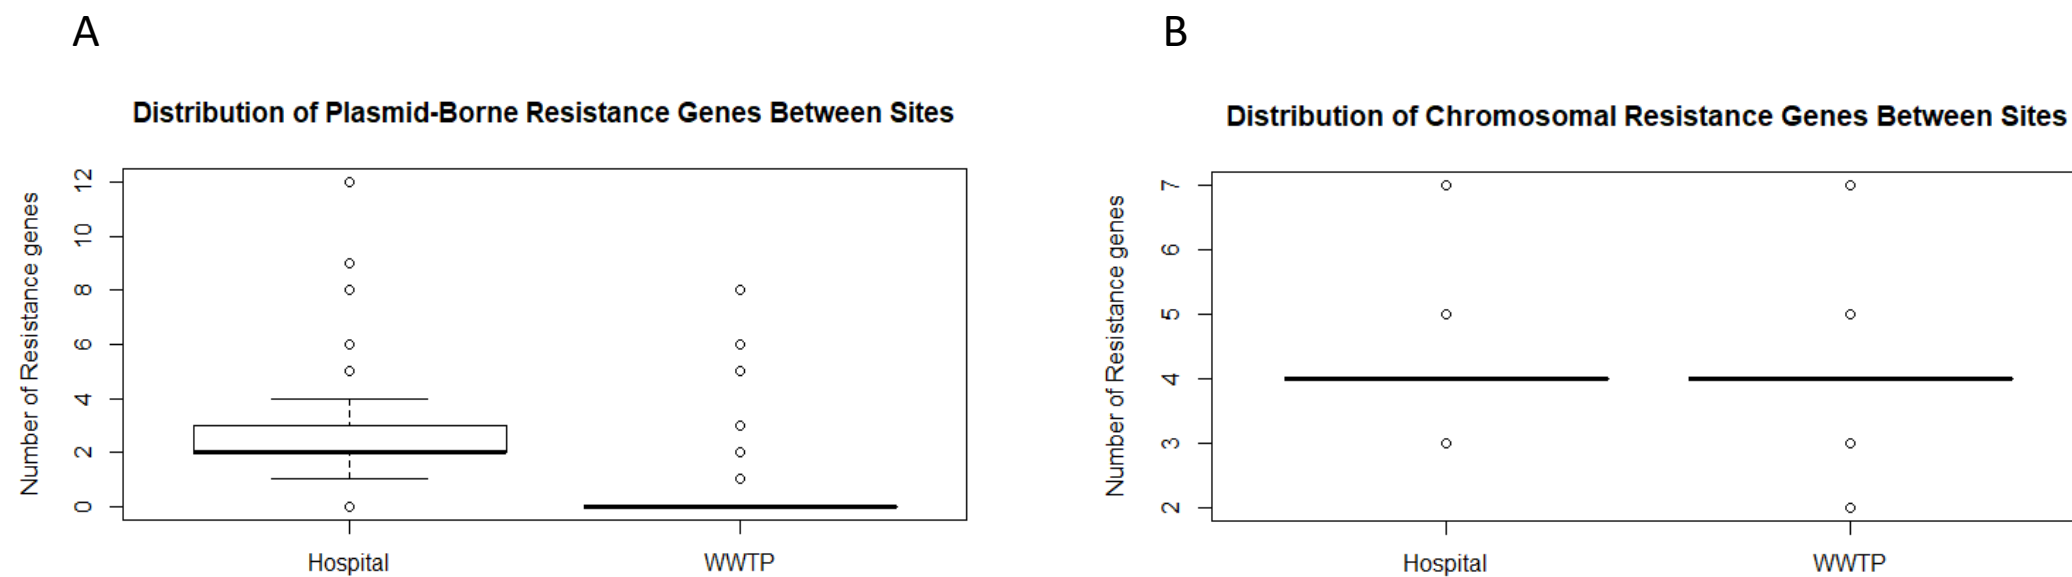 A
Distribution of Plasmid-Borne Resistance Genes Between Sites
Number of Resistance genes
12
10
8
6
4
2
0
Hospital
WWTP
B
Distribution of Chromosomal Resistance Genes Between Sites
Number of Resistance genes
7
6
5
4
3
2
Hospital
WWTP